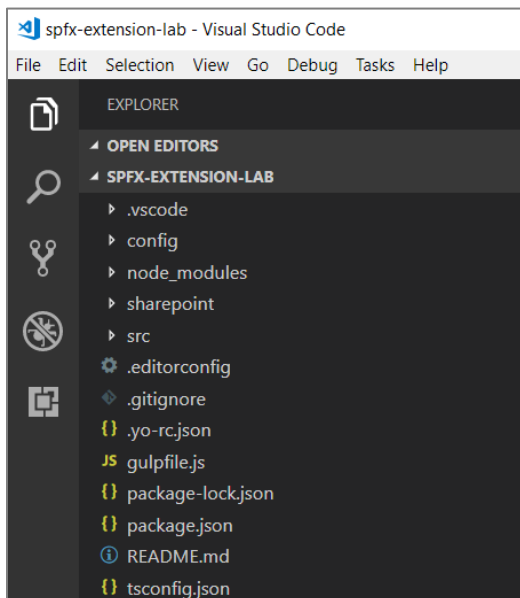 spfx-extension-lab - Visual Studio Code
File Edit Selection View Go Debug Tasks Help
EXPLORER
OPEN EDITORS
SPFX-EXTENSION-LAB
.vscode
config
node_modules
sharepoint
src
.editorconfig
.gitignore
{} .yo-rc.json
JS gulpfile.js
{} package-lock.json
{} package.json
README.md
{} tsconfig.json